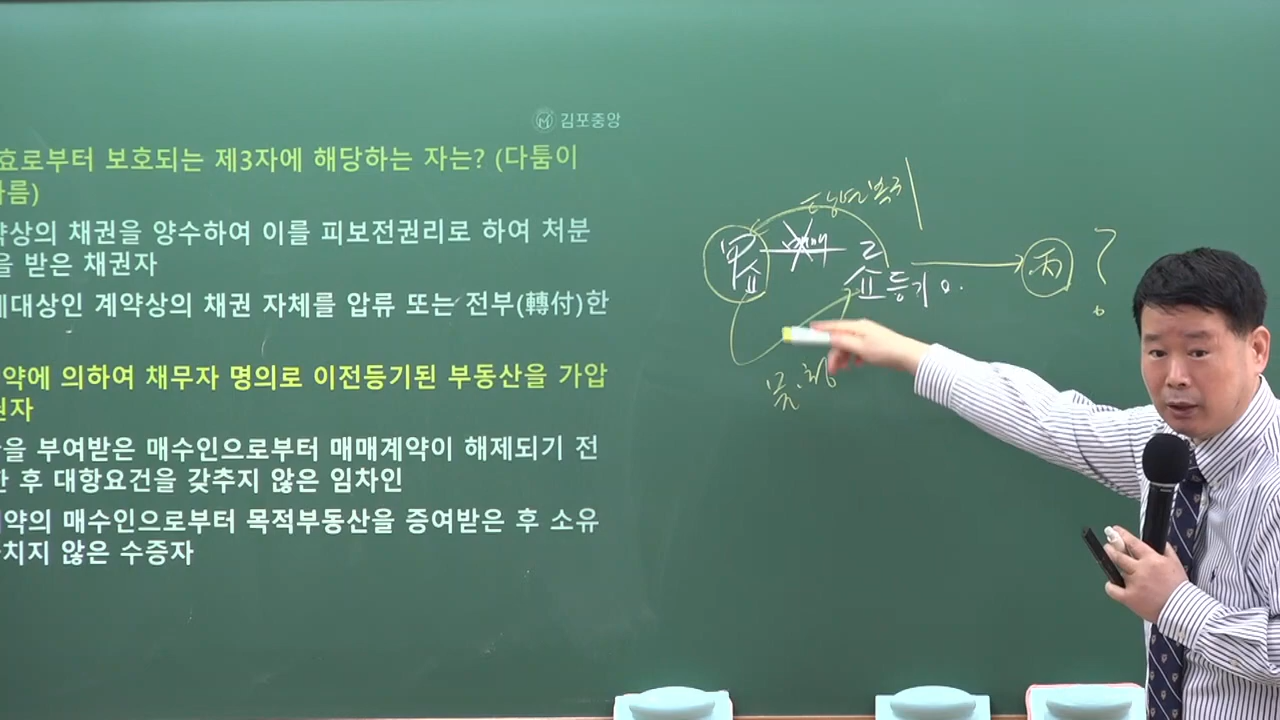 김포중앙
효로부터 보호되는 제3자에 해당하는 자는? (다툼이
따름)
약상의 채권을 양수하여 이를 피보전권리로 하여 처분
을 받은 채권자
제대상인 계약상의 채권 자체를 압류 또는 전부(轉付)한
약에 의하여 채무자 명의로 이전등기된 부동산을 가압
권자
을 부여받은 매수인으로부터 매매계약이 해제되기 전
한 후 대항요건을 갖추지 않은 임차인
약의 매수인으로부터 목적부동산을 증여받은 후 소유
치지 않은 수증자
매매
乙
소 소등기 o.
丙 ?